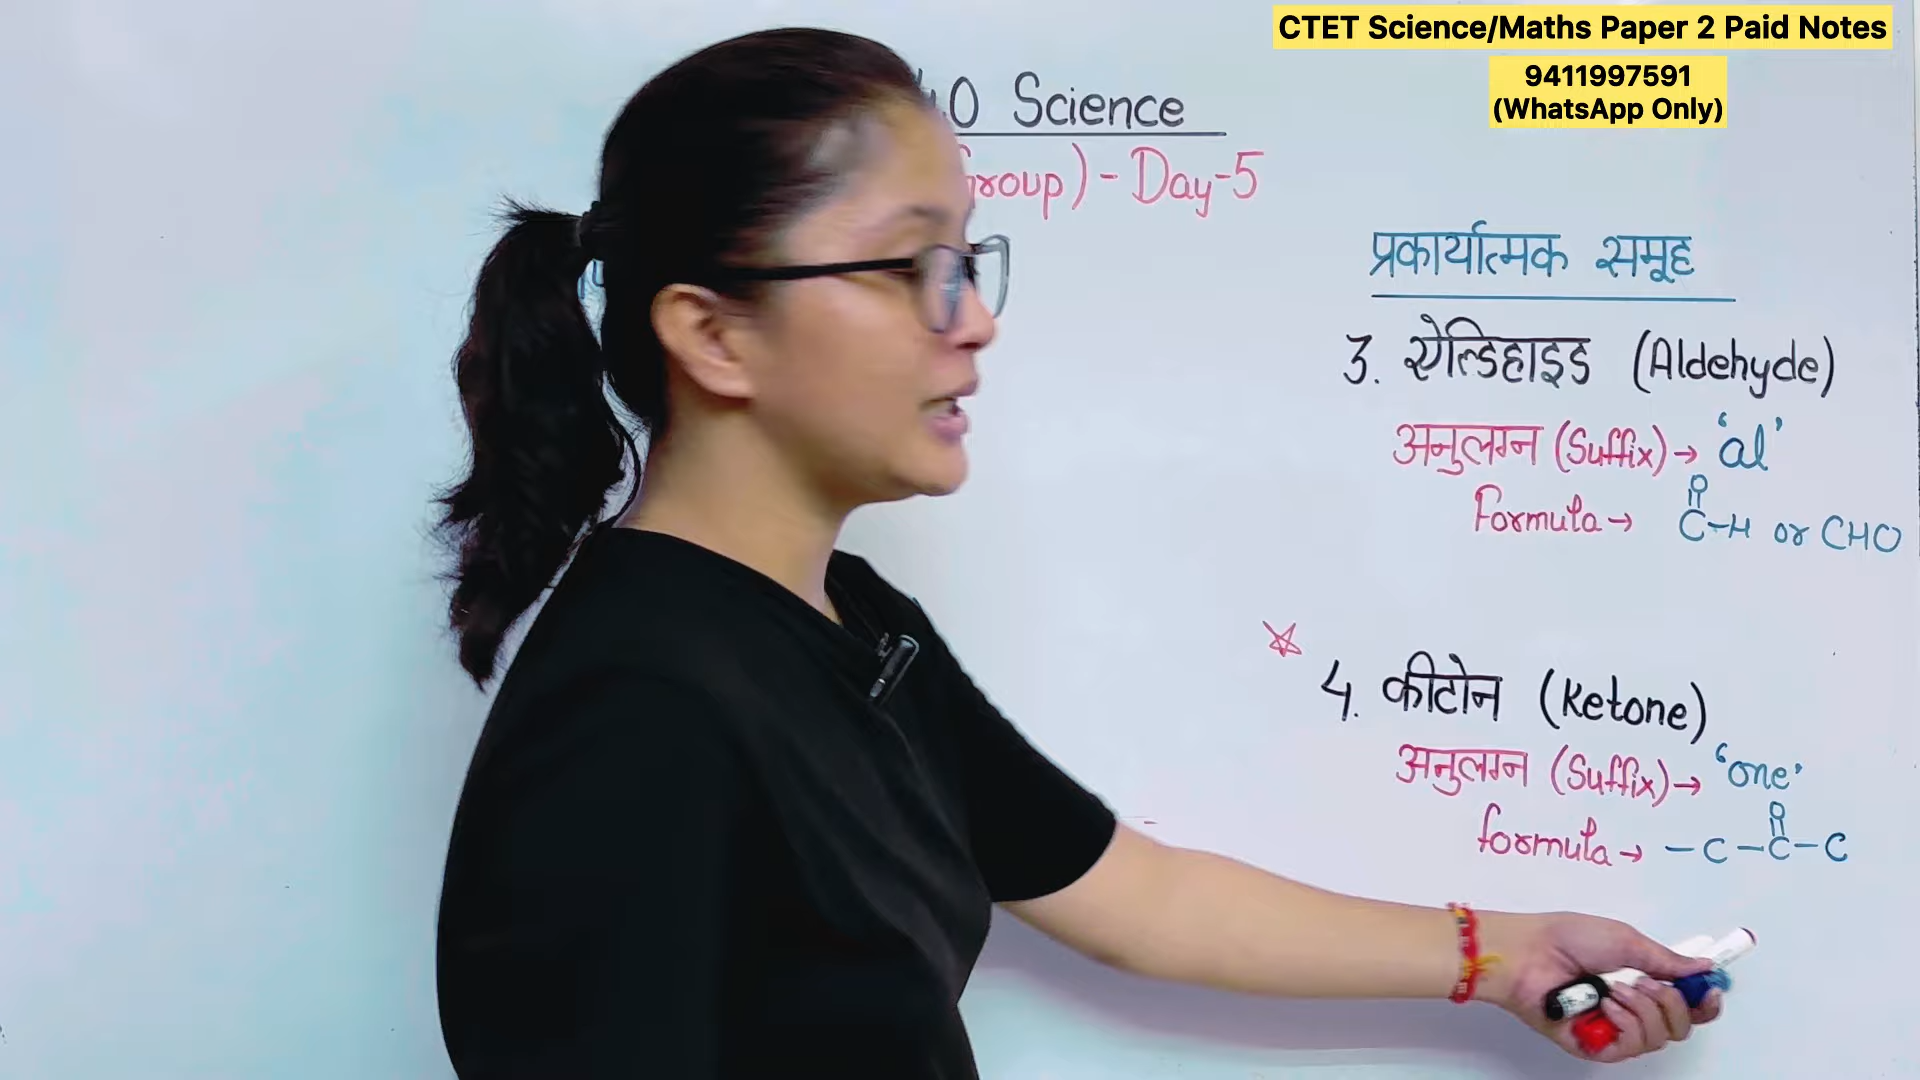 CTET Science/Maths Paper 2 Paid Notes
9411997591
(WhatsApp Only)
Science
Group) - Day-5
प्रकार्यात्मक समूह
3. ऐल्डिहाइड (Aldehyde)
अनुलग्न (Suffix) → 'al'
O
Formula → C-H or CHO
4. कीटोन (Ketone)
अनुलग्न (Suffix) → 'one'
O
formula → -C-C-C